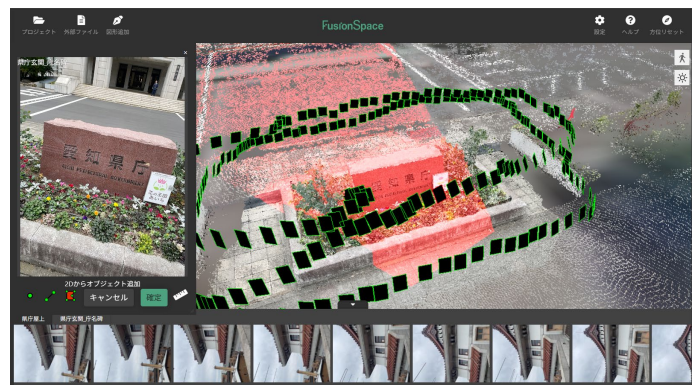 FusionSpace
プロジェクト
外部ファイル
図形追加
設定
ヘルプ
方位リセット
県庁玄関_庁名
愛知県庁
2Dからオブジェクト追加
キャンセル
確定
県庁屋上
県庁玄関_庁名碑